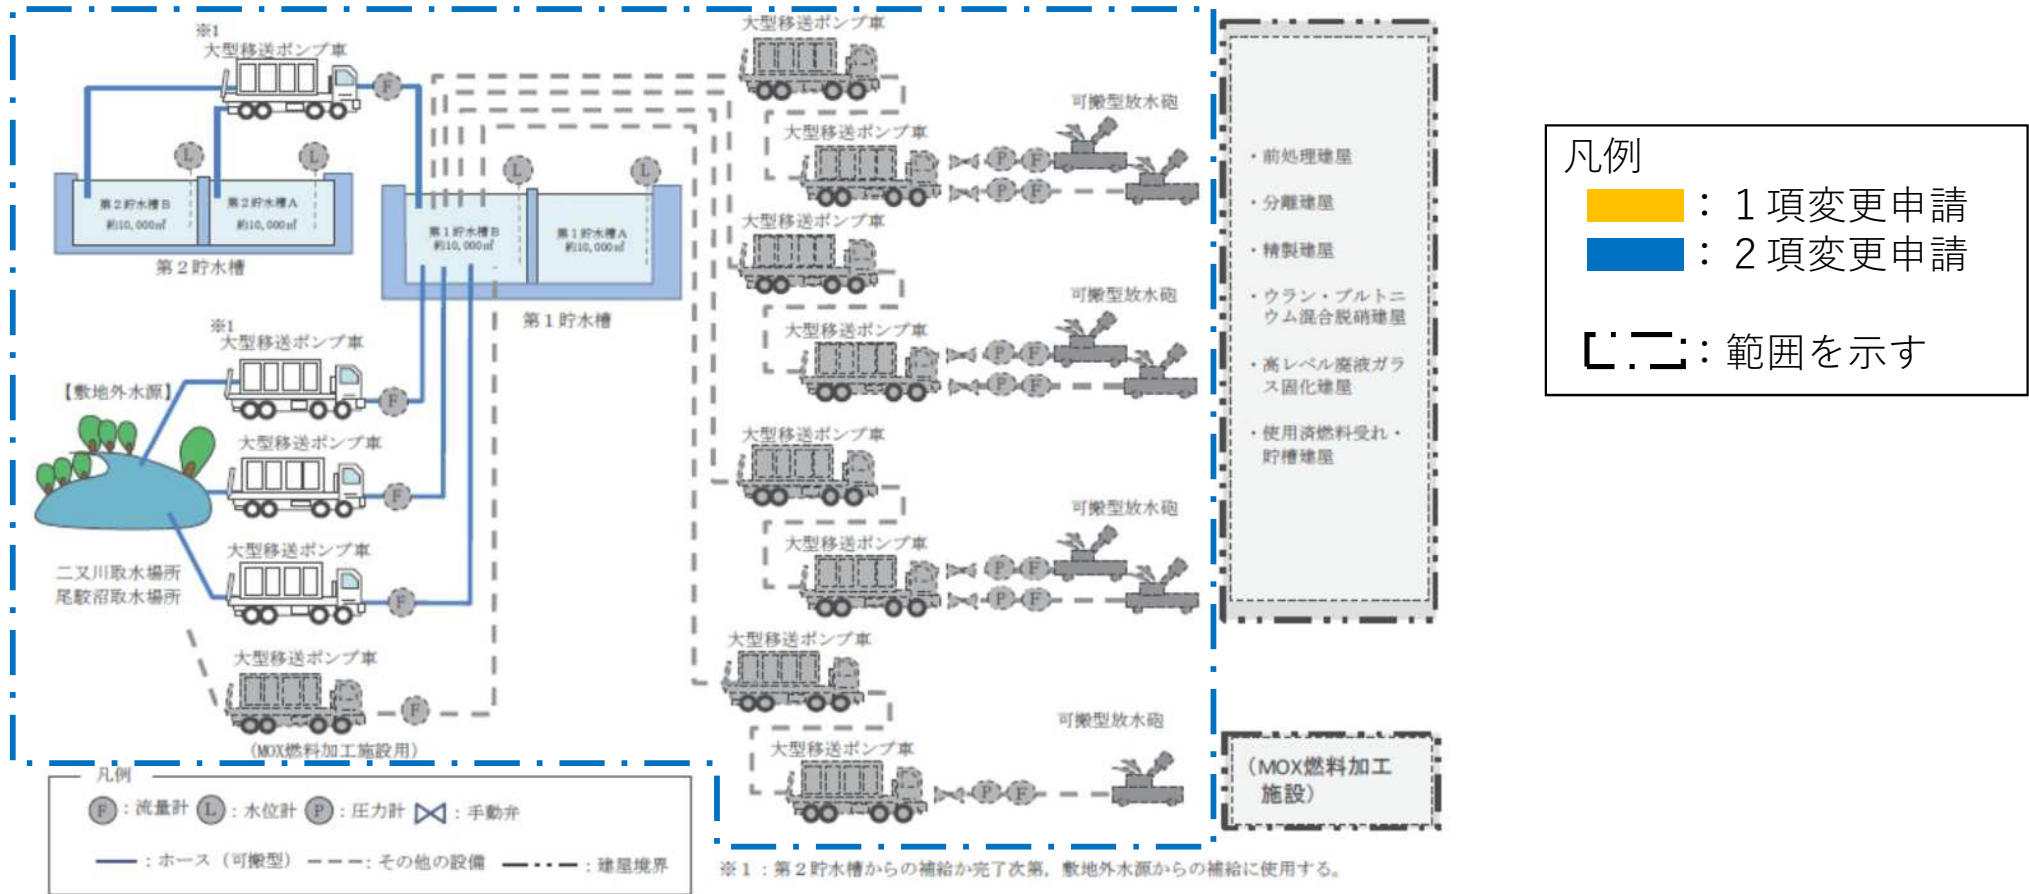 ※1
大型移送ポンプ車
F
L
L
第2貯水槽B
約10,000㎥
第2貯水槽A
約10,000㎥
第2貯水槽
L
L
第1貯水槽B
約10,000㎥
第1貯水槽A
約10,000㎥
第1貯水槽
※1
大型移送ポンプ車
F
【敷地外水源】
大型移送ポンプ車
F
大型移送ポンプ車
F
二又川取水場所
尾駮沼取水場所
大型移送ポンプ車
F
(MOX燃料加工施設用)
大型移送ポンプ車
可搬型放水砲
大型移送ポンプ車
P F
P F
大型移送ポンプ車
可搬型放水砲
大型移送ポンプ車
P F
P F
大型移送ポンプ車
可搬型放水砲
大型移送ポンプ車
P F
P F
大型移送ポンプ車
可搬型放水砲
大型移送ポンプ車
P F
・前処理建屋
・分離建屋
・精製建屋
・ウラン・プルトニ
ウム混合脱硝建屋
・高レベル廃液ガラ
ス固化建屋
・使用済燃料受入れ・
貯槽建屋
(MOX燃料加工
施設)
凡例
：1項変更申請
：2項変更申請
：範囲を示す
凡例
F：流量計 L：水位計 P：圧力計 ：手動弁
：ホース（可搬型） ：その他の設備 ：建屋境界
※1：第2貯水槽からの補給が完了次第，敷地外水源からの補給に使用する。